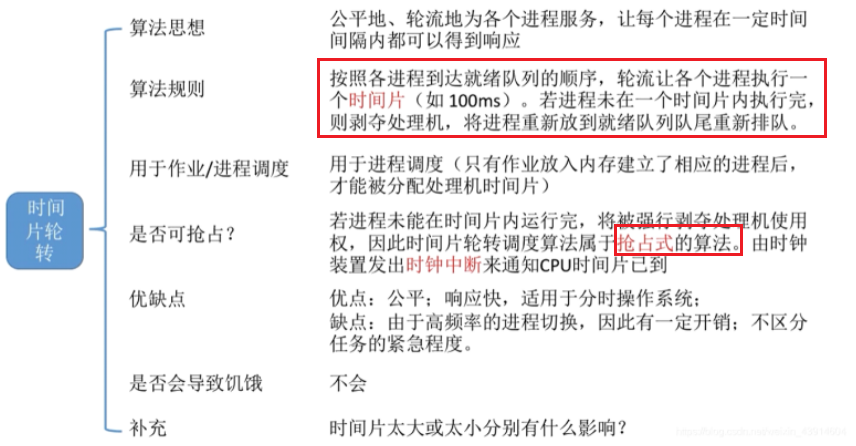 算法思想
公平地、轮流地为各个进程服务，让每个进程在一定时间
间隔内都可以得到响应
算法规则
按照各进程到达就绪队列的顺序，轮流让各个进程执行一
个时间片（如 100ms）。若进程未在一个时间片内执行完，
则剥夺处理机，将进程重新放到就绪队列队尾重新排队。
用于作业/进程调度
用于进程调度（只有作业放入内存建立了相应的进程后，
才能被分配处理机时间片）
时间
片轮
转
是否可抢占？
若进程未能在时间片内运行完，将被强行剥夺处理机使用
权，因此时间片轮转调度算法属于抢占式的算法。由时钟
装置发出时钟中断来通知CPU时间片已到
优缺点
优点：公平；响应快，适用于分时操作系统；
缺点：由于高频率的进程切换，因此有一定开销；不区分
任务的紧急程度。
是否会导致饥饿
不会
补充
时间片太大或太小分别有什么影响？